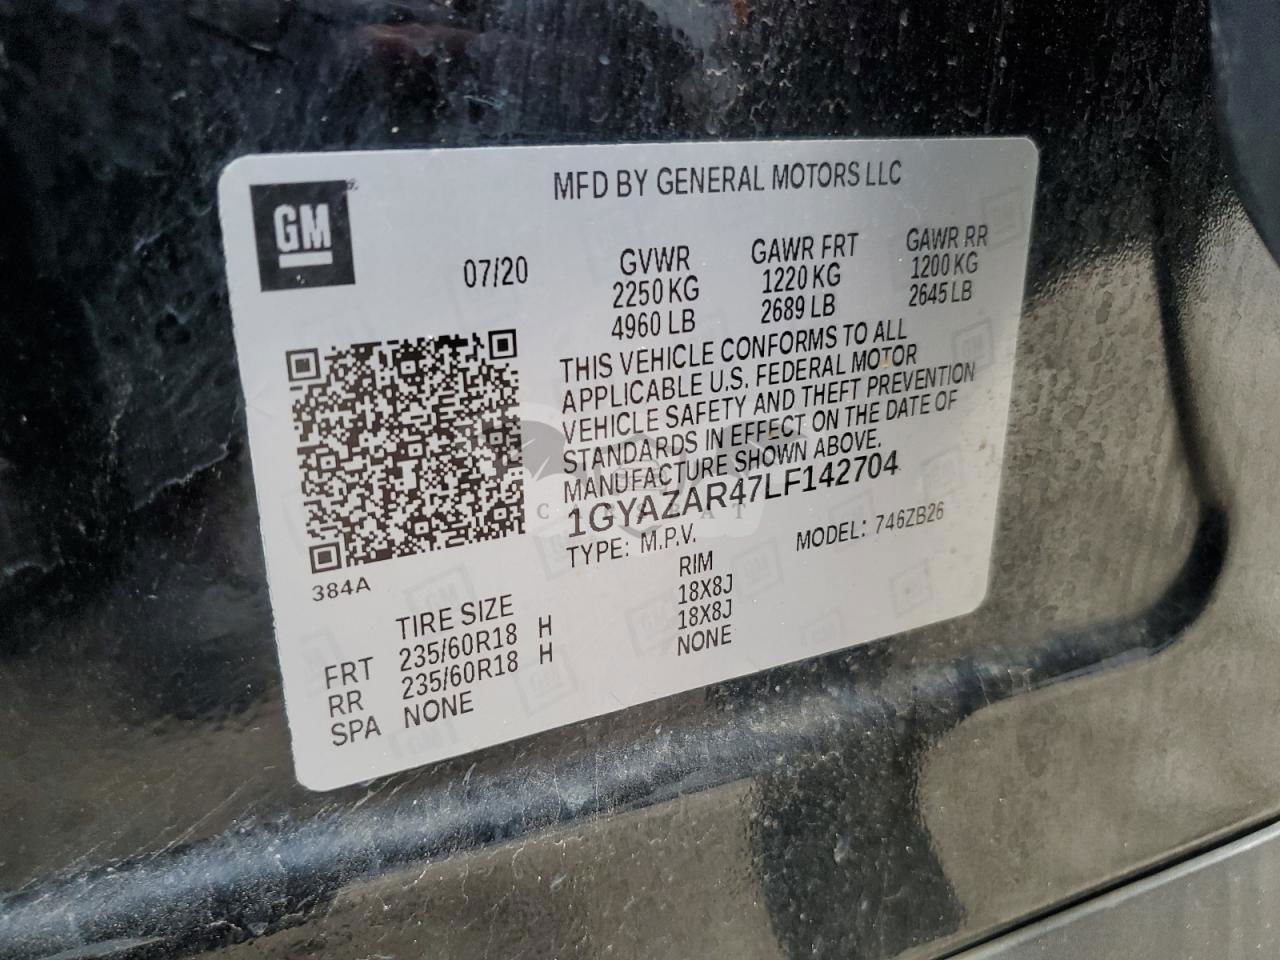 MFD BY GENERAL MOTORS LLC
GM
07/20
GVWR GAWR FRT GAWR RR
2250 KG 1220 KG 1200 KG
4960 LB 2689 LB 2645 LB
THIS VEHICLE CONFORMS TO ALL
APPLICABLE U.S. FEDERAL MOTOR
VEHICLE SAFETY AND THEFT PREVENTION
STANDARDS IN EFFECT ON THE DATE OF
MANUFACTURE SHOWN ABOVE.
1GYAZAR47LF142704
TYPE: M.P.V. MODEL: 746ZB26
384A
TIRE SIZE RIM
FRT 235/60R18 H 18X8J
RR 235/60R18 H 18X8J
SPA NONE NONE